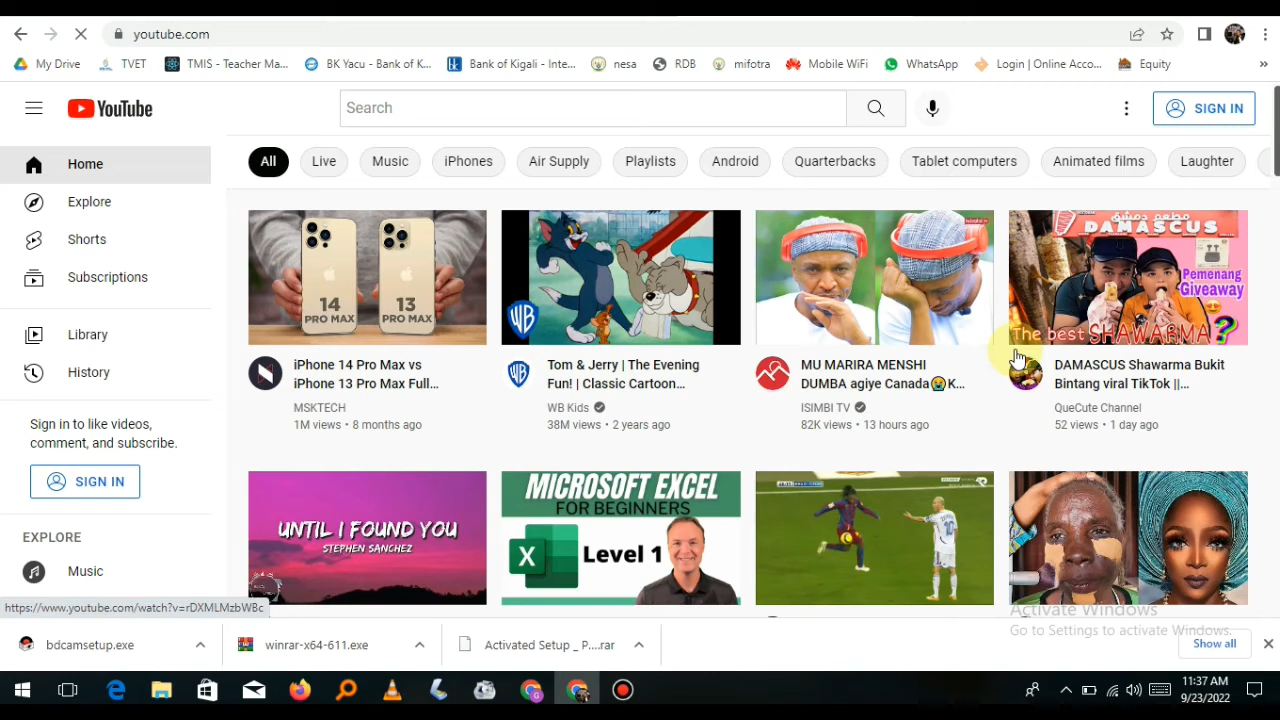 youtube.com
My Drive
TVET
TMIS - Teacher Ma...
BK Yacu - Bank of K...
Bank of Kigali - Inte...
nesa
RDB
mifotra
Mobile WiFi
WhatsApp
Login | Online Acco...
Equity
»
YouTube
Search
SIGN IN
Home
Explore
Shorts
Subscriptions
Library
History
Sign in to like videos,
comment, and subscribe.
SIGN IN
EXPLORE
Music
All
Live
Music
iPhones
Air Supply
Playlists
Android
Quarterbacks
Tablet computers
Animated films
Laughter
14
PRO MAX
13
PRO MAX
iPhone 14 Pro Max vs
iPhone 13 Pro Max Full...
MSKTECH
1M views • 8 months ago
WB
Tom & Jerry | The Evening
Fun! | Classic Cartoon...
WB Kids
38M views • 2 years ago
MU MARIRA MENSHI
DUMBA agiye Canada😭K...
ISIMBI TV
82K views • 13 hours ago
مطعم دمشق
DAMASCUS
Pemenang
Giveaway
The best SHAWARMA?
DAMASCUS Shawarma Bukit
Bintang viral TikTok ||...
QueCute Channel
52 views • 1 day ago
UNTIL I FOUND YOU
STEPHEN SANCHEZ
MICROSOFT EXCEL
FOR BEGINNERS
X
Level 1
10
https://www.youtube.com/watch?v=rDXMLMzbWBc
Activate Windows
Go to Settings to activate Windows.
bdcamsetup.exe
winrar-x64-611.exe
Activated Setup _ P....rar
Show all
11:37 AM
9/23/2022